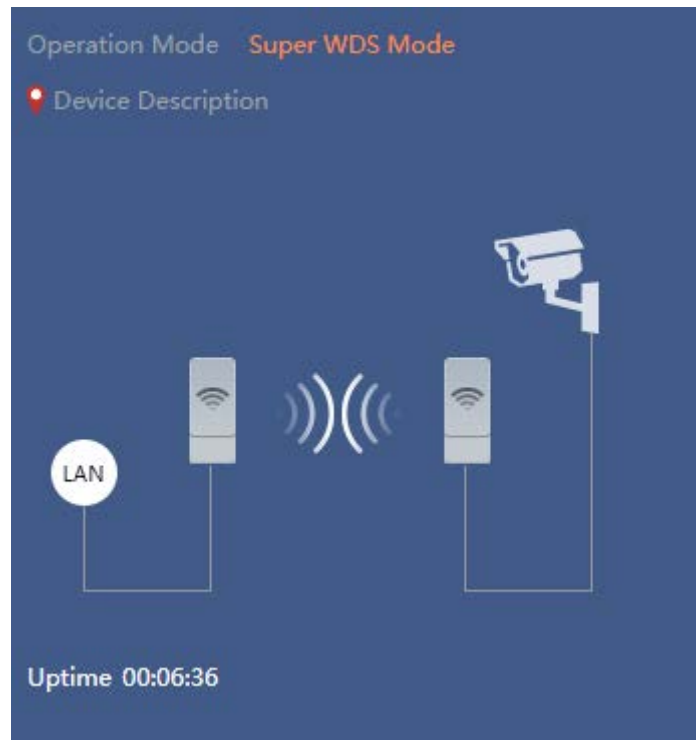 Operation Mode Super WDS Mode
Device Description
LAN
Uptime 00:06:36